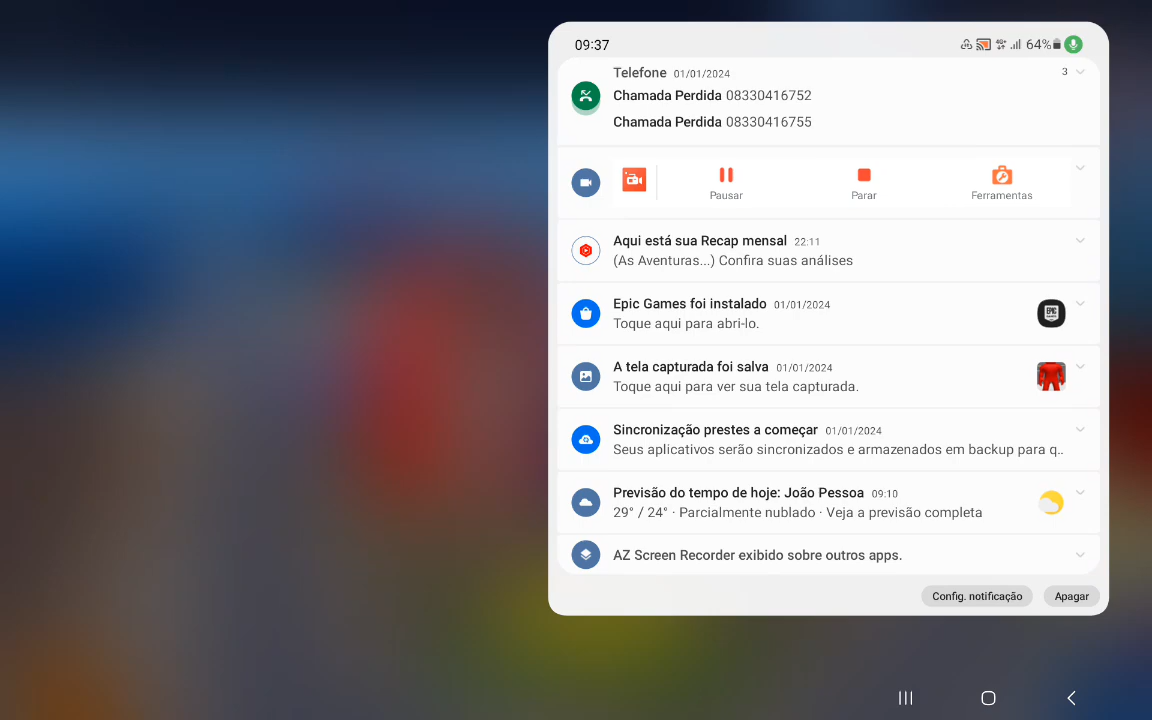 09:37
64%
Telefone 01/01/2024
3
Chamada Perdida 08330416752
Chamada Perdida 08330416755
Pausar
Parar
Ferramentas
Aqui está sua Recap mensal 22:11
(As Aventuras...) Confira suas análises
Epic Games foi instalado 01/01/2024
Toque aqui para abri-lo.
EPIC
A tela capturada foi salva 01/01/2024
Toque aqui para ver sua tela capturada.
Sincronização prestes a começar 01/01/2024
Seus aplicativos serão sincronizados e armazenados em backup para q..
Previsão do tempo de hoje: João Pessoa 09:10
29° / 24° · Parcialmente nublado · Veja a previsão completa
AZ Screen Recorder exibido sobre outros apps.
Config. notificação
Apagar